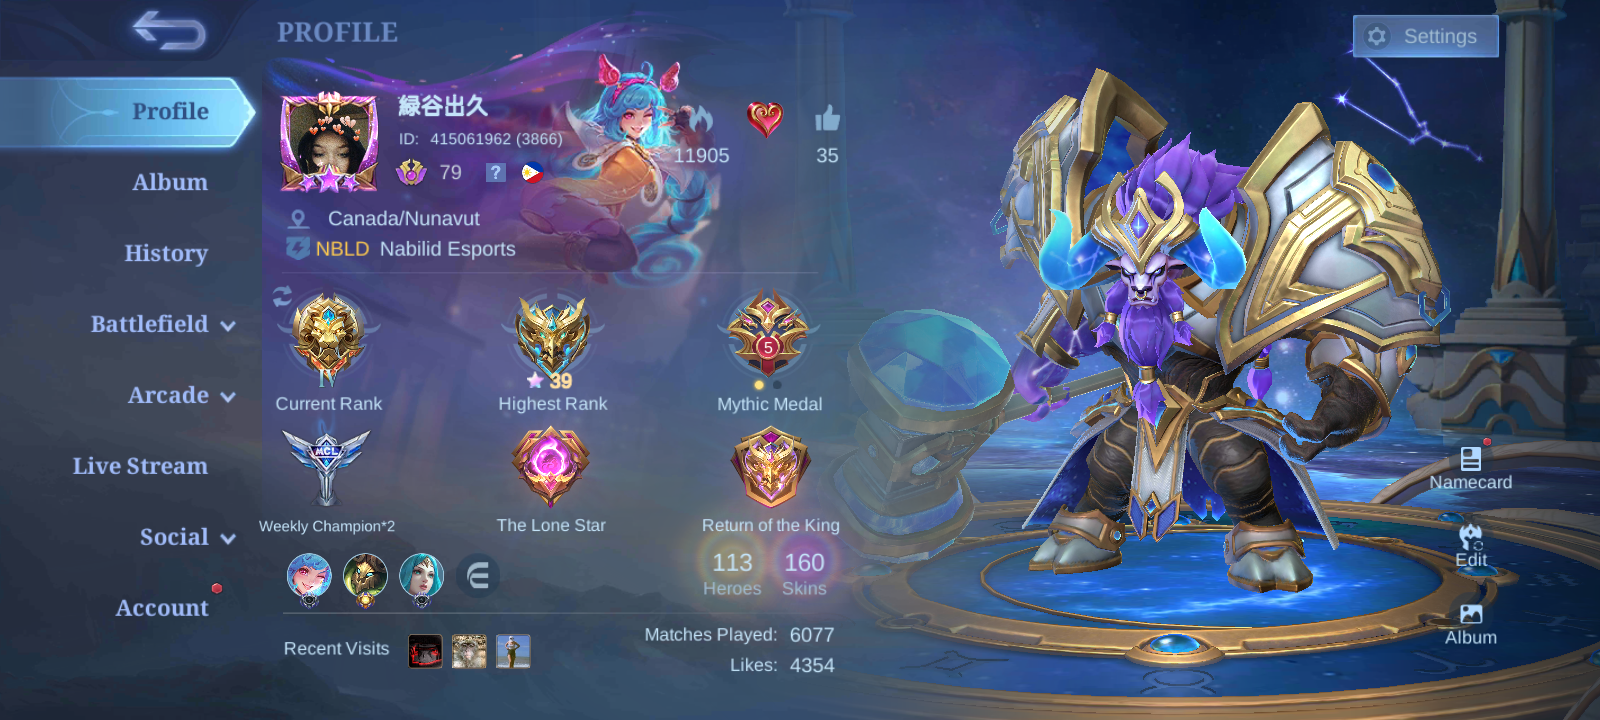 PROFILE
Settings
Profile
Album
History
Battlefield
Arcade
Live Stream
Social
Account
緑谷出久
ID: 415061962 (3866)
79
?
11905
35
Canada/Nunavut
NBLD Nabilid Esports
IV
Current Rank
39
Highest Rank
5
Mythic Medal
MCL
Weekly Champion*2
The Lone Star
Return of the King
113
Heroes
160
Skins
Recent Visits
Matches Played: 6077
Likes: 4354
Namecard
Edit
Album